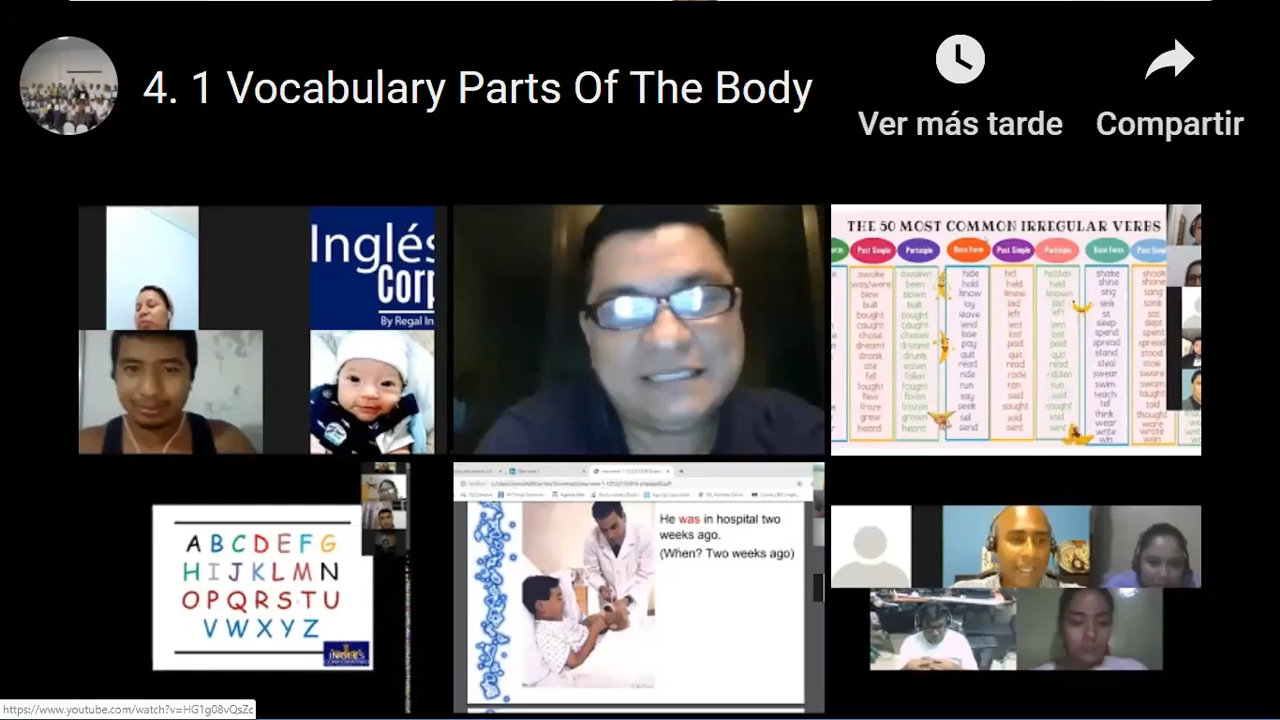 4. 1 Vocabulary Parts Of The Body
Ver más tarde
Compartir
Inglés
Corp
By Regal In
THE 50 MOST COMMON IRREGULAR VERBS
Past Simple Participle Base Form Past Simple Participle Base Form Past Simp
awake awaken hide hid hidden shake shook
was/were been hold held held shine
blew blown know knew known sing sang
built built lay laid laid sink sank
bought bought leave left left sit sat
caught caught lend lent lent sleep slept
chose chosen lose lost lost spend spent
dreamt dreamt pay paid paid spread spread
drank drunk quit quit quit stand stood
ate eaten read read read steal stole
fell fallen ride rode ridden swear swore
fought fought run ran run swim swam
flew flown say said said teach taught
froze frozen seek sought sought tell told
grew grown sell sold sold think thought
heard heard send sent sent wear wore
write wrote
win won
A B C D E F G
H I J K L M N
O P Q R S T U
V W X Y Z
INGLÉS
CORPORATIVO
He was in hospital two
weeks ago.
(When? Two weeks ago)
https://www.youtube.com/watch?v=HG1g08vQsZc